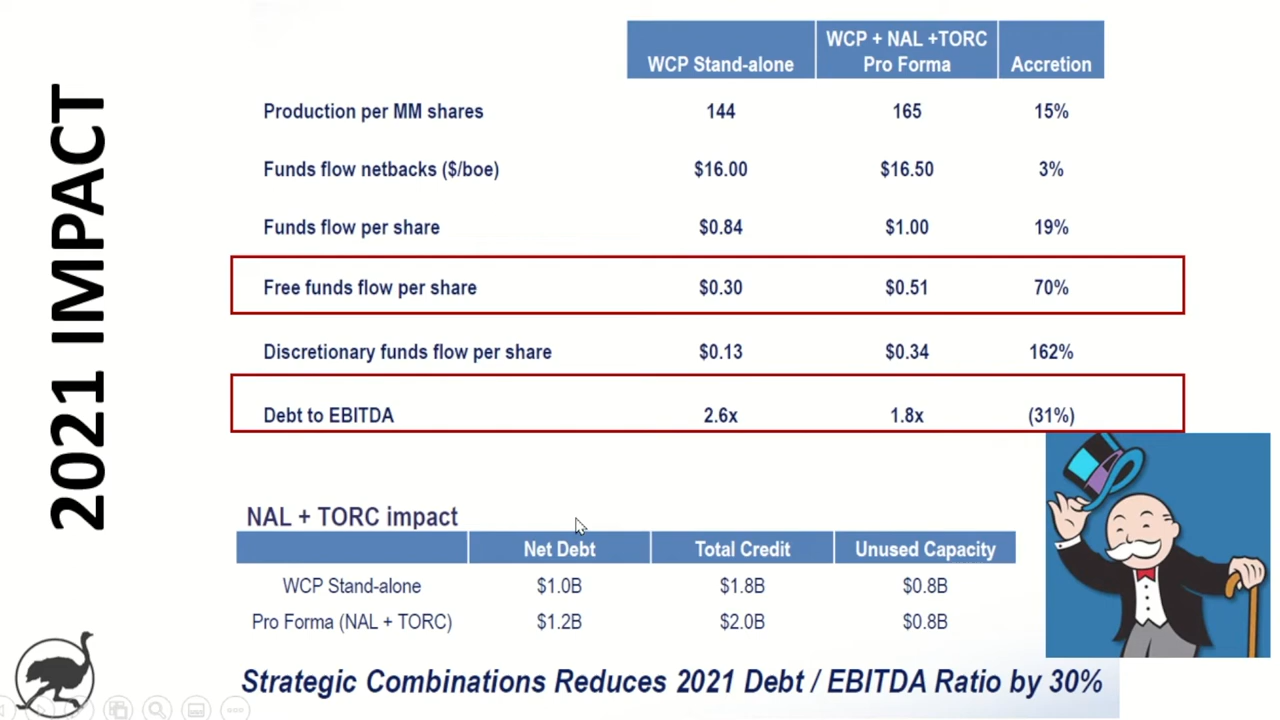 2021 IMPACT
WCP Stand-alone WCP + NAL +TORC Pro Forma Accretion
Production per MM shares 144 165 15%
Funds flow netbacks ($/boe) $16.00 $16.50 3%
Funds flow per share $0.84 $1.00 19%
Free funds flow per share $0.30 $0.51 70%
Discretionary funds flow per share $0.13 $0.34 162%
Debt to EBITDA 2.6x 1.8x (31%)
NAL + TORC impact
Net Debt Total Credit Unused Capacity
WCP Stand-alone $1.0B $1.8B $0.8B
Pro Forma (NAL + TORC) $1.2B $2.0B $0.8B
Strategic Combinations Reduces 2021 Debt / EBITDA Ratio by 30%